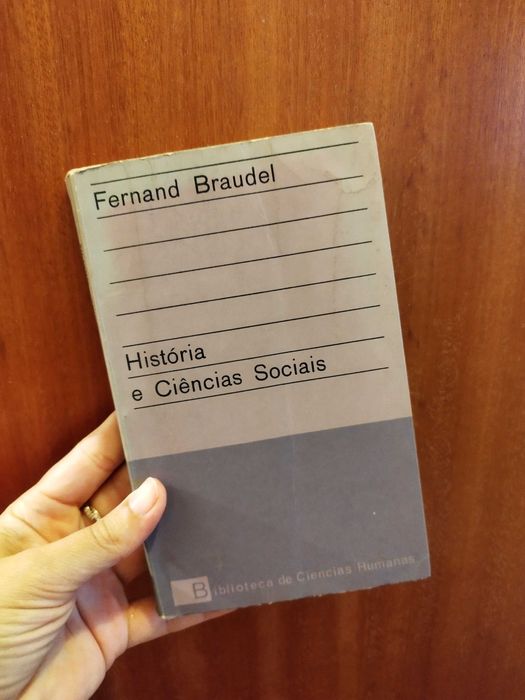 Fernand Braudel
História
e Ciências Sociais
Biblioteca de Ciencias Humanas